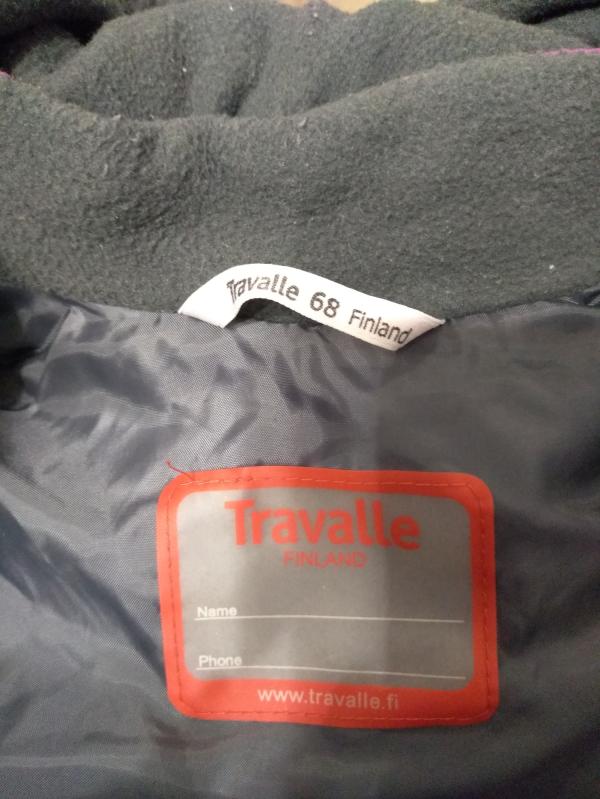 Travalle 68 Finland
Travalle
FINLAND
Name
Phone
www.travalle.fi